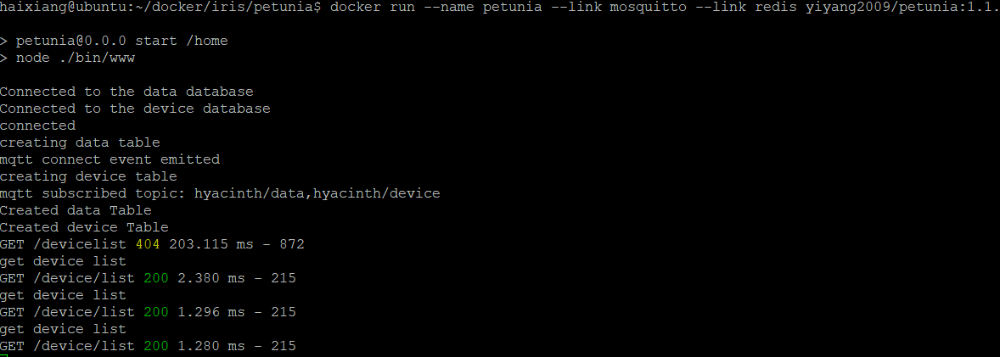 haixiang@ubuntu:~/docker/iris/petunia$ docker run --name petunia --link mosquitto --link redis yiyang2009/petunia:1.1.
> petunia@0.0.0 start /home
> node ./bin/www
Connected to the data database
Connected to the device database
connected
creating data table
mqtt connect event emitted
creating device table
mqtt subscribed topic: hyacinth/data,hyacinth/device
Created data Table
Created device Table
GET /devicelist 404 203.115 ms - 872
get device list
GET /device/list 200 2.380 ms - 215
get device list
GET /device/list 200 1.296 ms - 215
get device list
GET /device/list 200 1.280 ms - 215